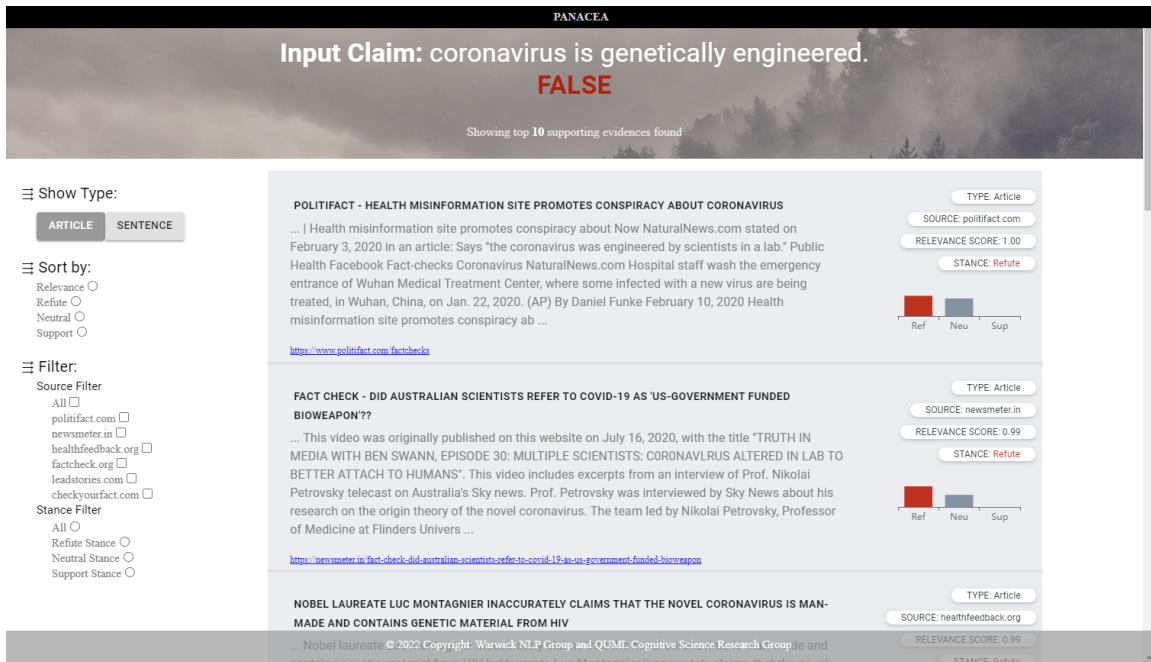 PANACEA
Input Claim: coronavirus is genetically engineered.
FALSE
Showing top 10 supporting evidences found
Show Type:
ARTICLE SENTENCE
Sort by:
Relevance
Refute
Neutral
Support
Filter:
Source Filter
All
politifact.com
newsmeter.in
healthfeedback.org
factcheck.org
leadstories.com
checkyourfact.com
Stance Filter
All
Refute Stance
Neutral Stance
Support Stance
POLITIFACT - HEALTH MISINFORMATION SITE PROMOTES CONSPIRACY ABOUT CORONAVIRUS
... | Health misinformation site promotes conspiracy about Now NaturalNews.com stated on
February 3, 2020 in an article: Says "the coronavirus was engineered by scientists in a lab." Public
Health Facebook Fact-checks Coronavirus NaturalNews.com Hospital staff wash the emergency
entrance of Wuhan Medical Treatment Center, where some infected with a new virus are being
treated, in Wuhan, China, on Jan. 22, 2020. (AP) By Daniel Funke February 10, 2020 Health
misinformation site promotes conspiracy ab ...
https://www.politifact.com/factchecks
TYPE: Article
SOURCE: politifact.com
RELEVANCE SCORE: 1.00
STANCE: Refute
Ref Neu Sup
FACT CHECK - DID AUSTRALIAN SCIENTISTS REFER TO COVID-19 AS 'US-GOVERNMENT FUNDED
BIOWEAPON'??
... This video was originally published on this website on July 16, 2020, with the title "TRUTH IN
MEDIA WITH BEN SWANN, EPISODE 30: MULTIPLE SCIENTISTS: C0R0NAVLRUS ALTERED IN LAB TO
BETTER ATTACH TO HUMANS". This video includes excerpts from an interview of Prof. Nikolai
Petrovsky telecast on Australia's Sky news. Prof. Petrovsky was interviewed by Sky News about his
research on the origin theory of the novel coronavirus. The team led by Nikolai Petrovsky, Professor
of Medicine at Flinders Univers ...
https://newsmeter.in/fact-check-did-australian-scientists-refer-to-covid-19-as-us-government-funded-bioweapon
TYPE: Article
SOURCE: newsmeter.in
RELEVANCE SCORE: 0.99
STANCE: Refute
Ref Neu Sup
NOBEL LAUREATE LUC MONTAGNIER INACCURATELY CLAIMS THAT THE NOVEL CORONAVIRUS IS MAN-
MADE AND CONTAINS GENETIC MATERIAL FROM HIV
TYPE: Article
SOURCE: healthfeedback.org
RELEVANCE SCORE: 0.99
STANCE: Refute
... Nobel laureate
© 2022 Copyright: Warwick NLP Group and QUML Cognitive Science Research Group